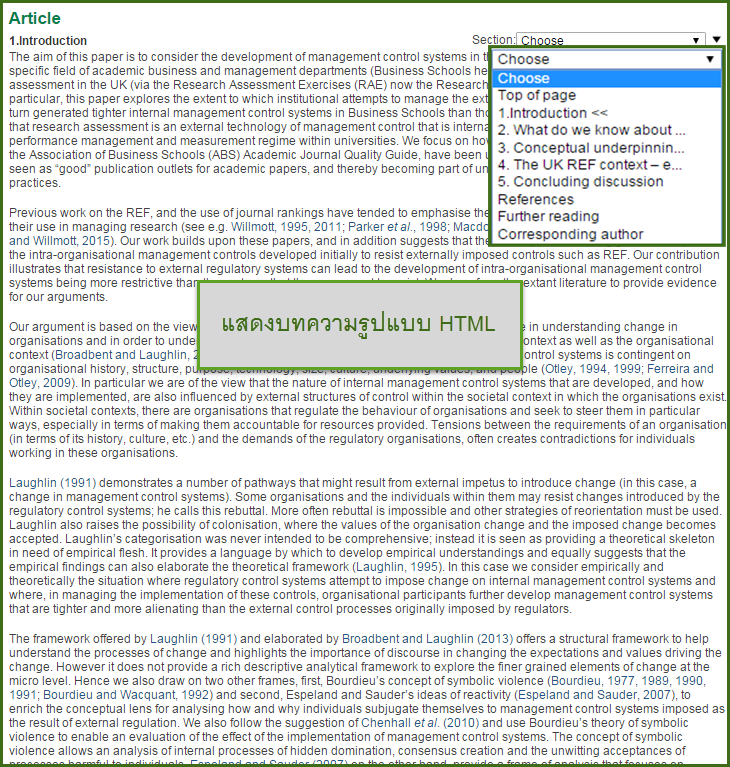 Article
1.Introduction
Section: Choose
The aim of this paper is to consider the development of management control systems in
specific field of academic business and management departments (Business Schools
assessment in the UK (via the Research Assessment Exercises (RAE) now the Research
particular, this paper explores the extent to which institutional attempts to manage the
turn generated tighter internal management control systems in Business Schools than
that research assessment is an external technology of management control that is
performance management and measurement regime within universities. We focus on
the Association of Business Schools (ABS) Academic Journal Quality Guide, have been
seen as “good” publication outlets for academic papers, and thereby becoming part of
practices.
Choose
Choose
Top of page
1.Introduction <<
2. What do we know about ...
3. Conceptual underpinnin...
4. The UK REF context – e...
5. Concluding discussion
References
Further reading
Corresponding author
Previous work on the REF, and the use of journal rankings have tended to emphasise
their use in managing research (see e.g. Willmott, 1995, 2011; Parker et al., 1998;
and Willmott, 2015). Our work builds upon these papers, and in addition suggests that
the intra-organisational management controls developed initially to resist externally imposed controls such as REF. Our contribution
illustrates that resistance to external regulatory systems can lead to the development of intra-organisational management control
systems being more restrictive than extant literature to provide evidence
for our arguments.
แสดงบทความรูปแบบ HTML
Our argument is based on the view in understanding change in
organisations and in order to context as well as the organisational
context (Broadbent and Laughlin, control systems is contingent on
organisational history, structure, purpose, technology, size, culture, underlying values, and people (Otley, 1994, 1999; Ferreira and
Otley, 2009). In particular we are of the view that the nature of internal management control systems that are developed, and how
they are implemented, are also influenced by external structures of control within the societal context in which the organisations exist.
Within societal contexts, there are organisations that regulate the behaviour of organisations and seek to steer them in particular
ways, especially in terms of making them accountable for resources provided. Tensions between the requirements of an organisation
(in terms of its history, culture, etc.) and the demands of the regulatory organisations, often creates contradictions for individuals
working in these organisations.
Laughlin (1991) demonstrates a number of pathways that might result from external impetus to introduce change (in this case, a
change in management control systems). Some organisations and the individuals within them may resist changes introduced by the
regulatory control systems; he calls this rebuttal. More often rebuttal is impossible and other strategies of reorientation must be used.
Laughlin also raises the possibility of colonisation, where the values of the organisation change and the imposed change becomes
accepted. Laughlin’s categorisation was never intended to be comprehensive; instead it is seen as providing a theoretical skeleton
in need of empirical flesh. It provides a language by which to develop empirical understandings and equally suggests that the
empirical findings can also elaborate the theoretical framework (Laughlin, 1995). In this case we consider empirically and
theoretically the situation where regulatory control systems attempt to impose change on internal management control systems and
where, in managing the implementation of these controls, organisational participants further develop management control systems
that are tighter and more alienating than the external control processes originally imposed by regulators.
The framework offered by Laughlin (1991) and elaborated by Broadbent and Laughlin (2013) offers a structural framework to help
understand the processes of change and highlights the importance of discourse in changing the expectations and values driving the
change. However it does not provide a rich descriptive analytical framework to explore the finer grained elements of change at the
micro level. Hence we also draw on two other frames, first, Bourdieu’s concept of symbolic violence (Bourdieu, 1977, 1989, 1990,
1991; Bourdieu and Wacquant, 1992) and second, Espeland and Sauder’s ideas of reactivity (Espeland and Sauder, 2007), to
enrich the conceptual lens for analysing how and why individuals subjugate themselves to management control systems imposed as
the result of external regulation. We also follow the suggestion of Chenhall et al. (2010) and use Bourdieu’s theory of symbolic
violence to enable an evaluation of the effect of the implementation of management control systems. The concept of symbolic
violence allows an analysis of internal processes of hidden domination, consensus creation and the unwitting acceptances of